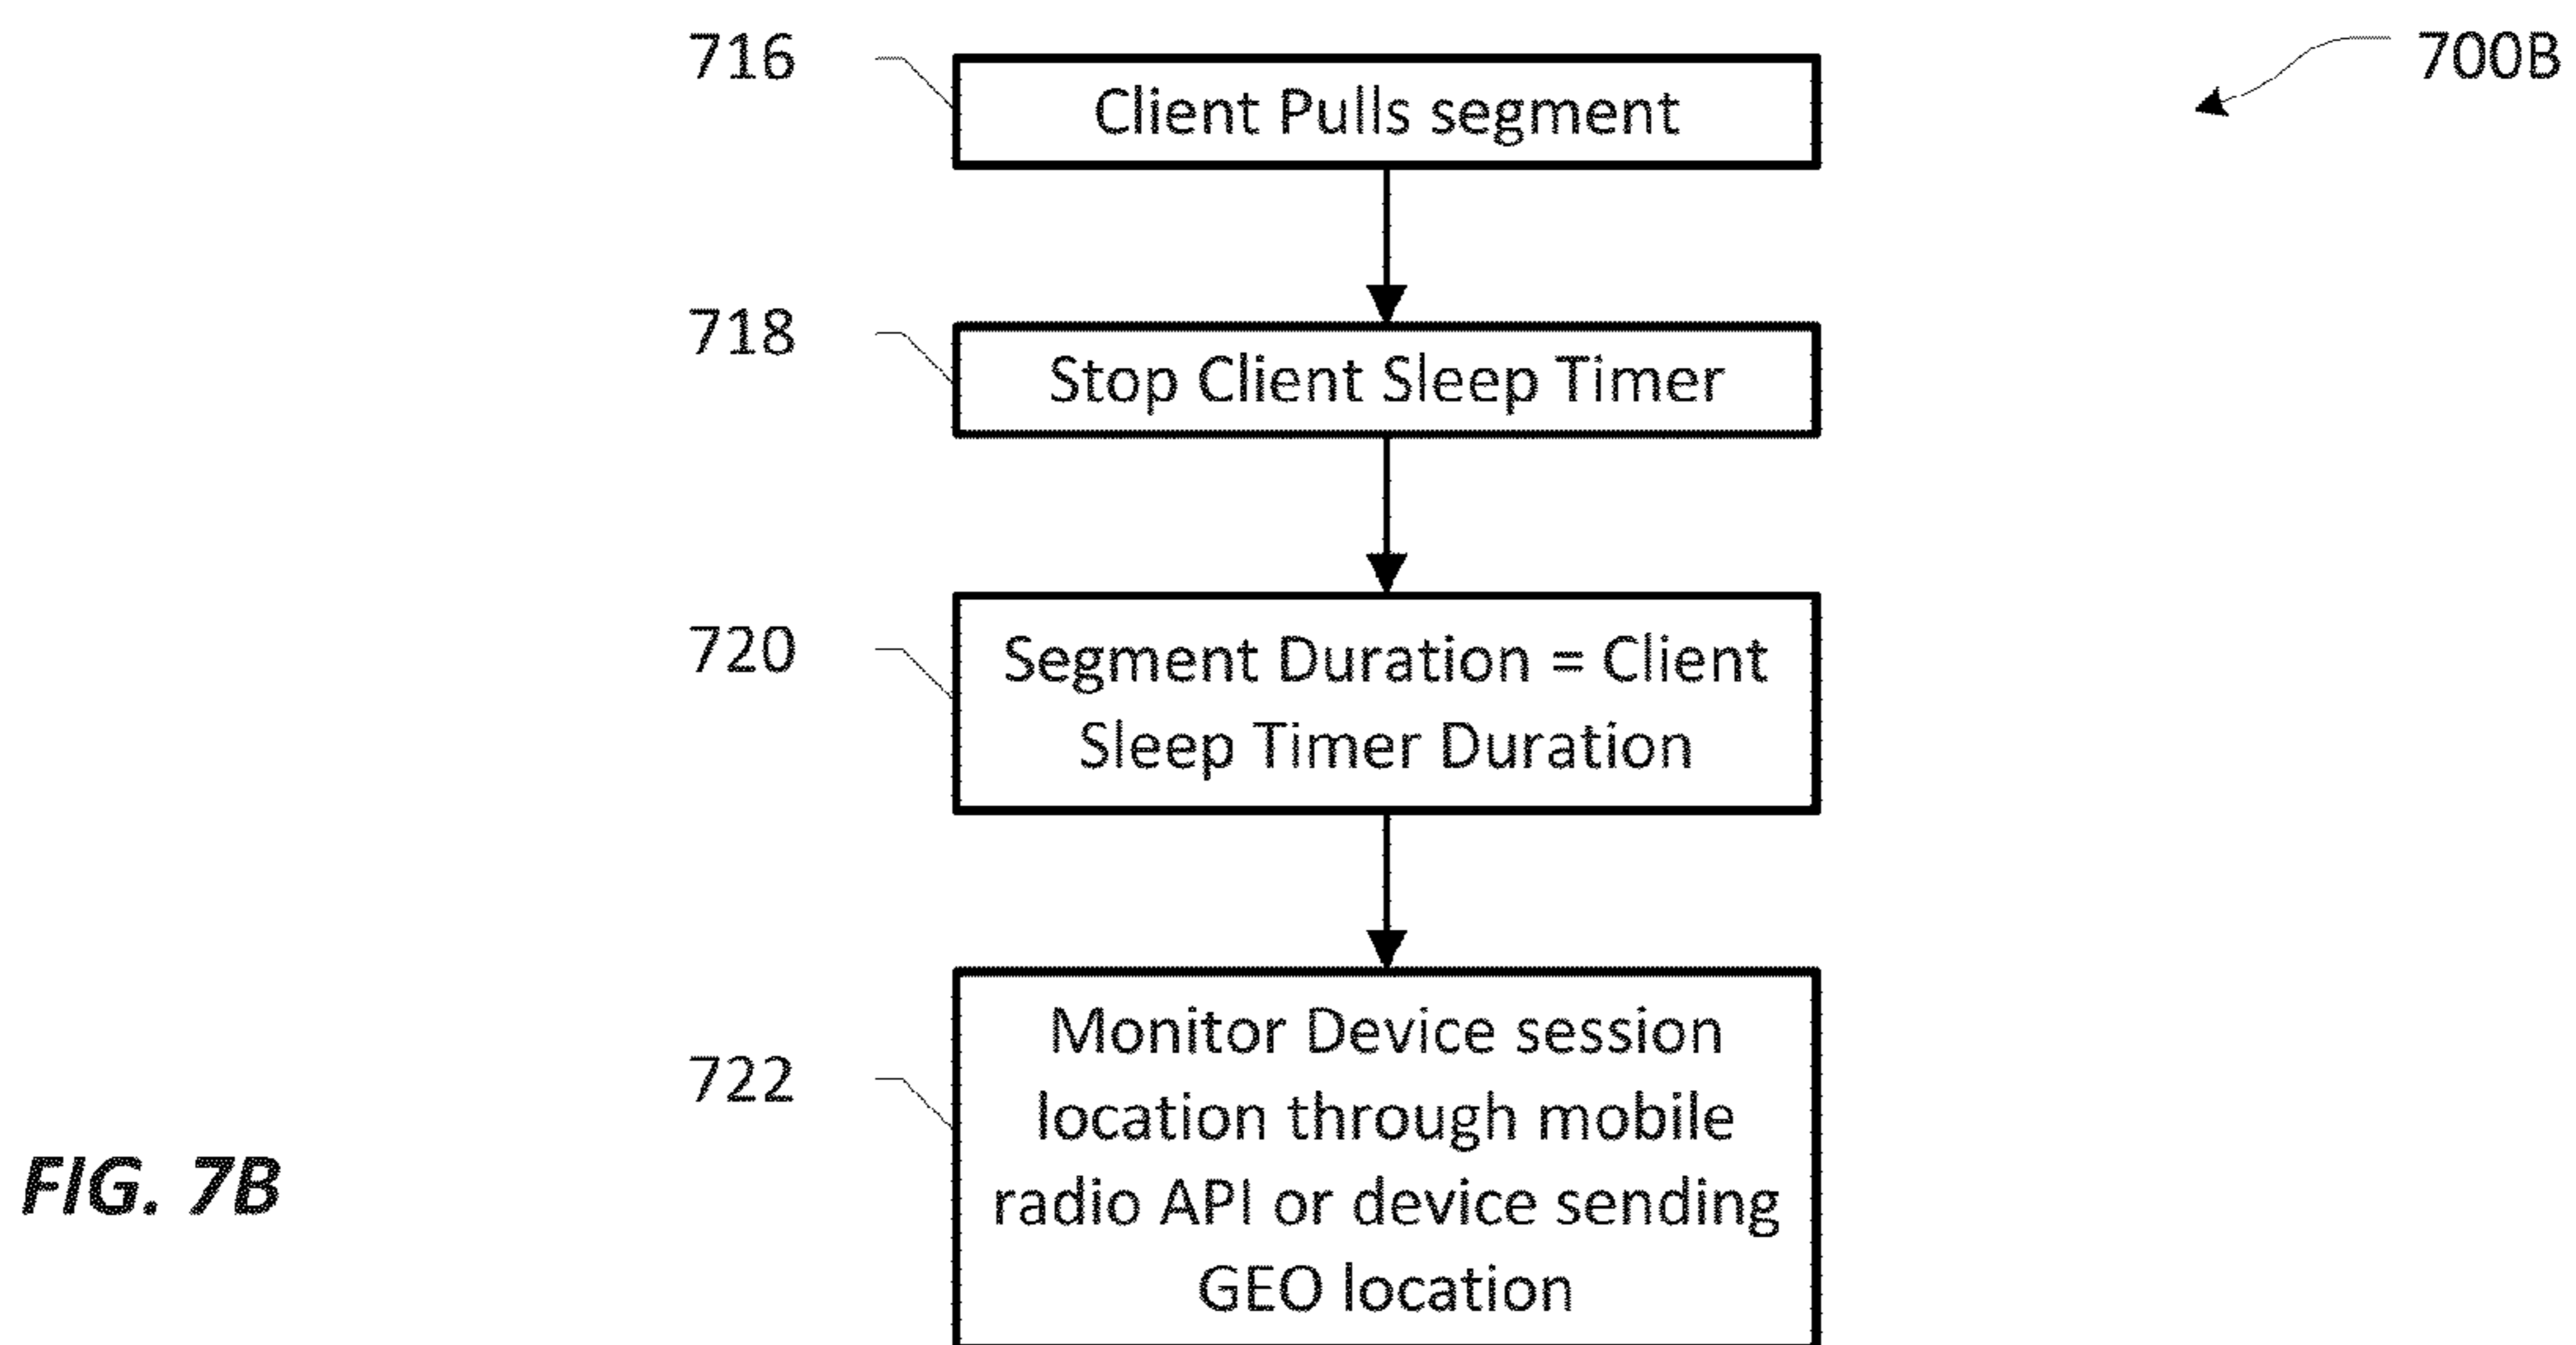 716
Client Pulls segment
700B
718
Stop Client Sleep Timer
720
Segment Duration = Client
Sleep Timer Duration
722
Monitor Device session
location through mobile
radio API or device sending
GEO location
FIG. 7B